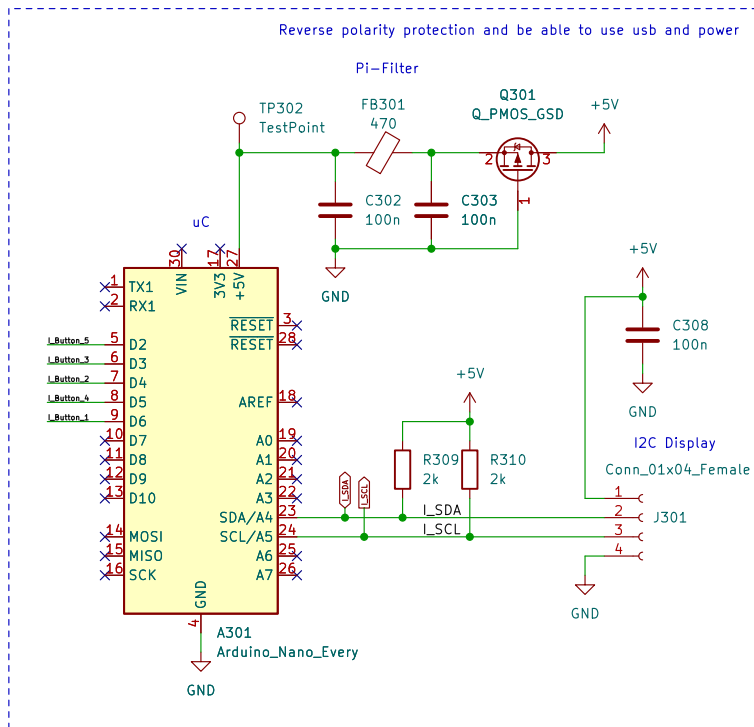 Reverse polarity protection and be able to use usb and power
Pi-Filter
Q301
Q_PMOS_GSD
+5V
TP302
TestPoint
FB301
470
2
3
1
C302
100n
C303
100n
GND
uC
30
17
27
VIN
3V3
+5V
1
TX1
2
RX1
RESET
3
RESET
28
I_Button_5
5
D2
I_Button_3
6
D3
I_Button_2
7
D4
I_Button_4
8
D5
I_Button_1
9
D6
10
D7
11
D8
12
D9
13
D10
14
MOSI
15
MISO
16
SCK
AREF
18
A0
19
A1
20
A2
21
A3
22
SDA/A4
23
SCL/A5
24
A6
25
A7
26
GND
4
A301
Arduino_Nano_Every
GND
I_SDA
I_SCL
+5V
R309
2k
R310
2k
I_SDA
I_SCL
+5V
C308
100n
GND
I2C Display
Conn_01x04_Female
1
2
3
4
J301
GND